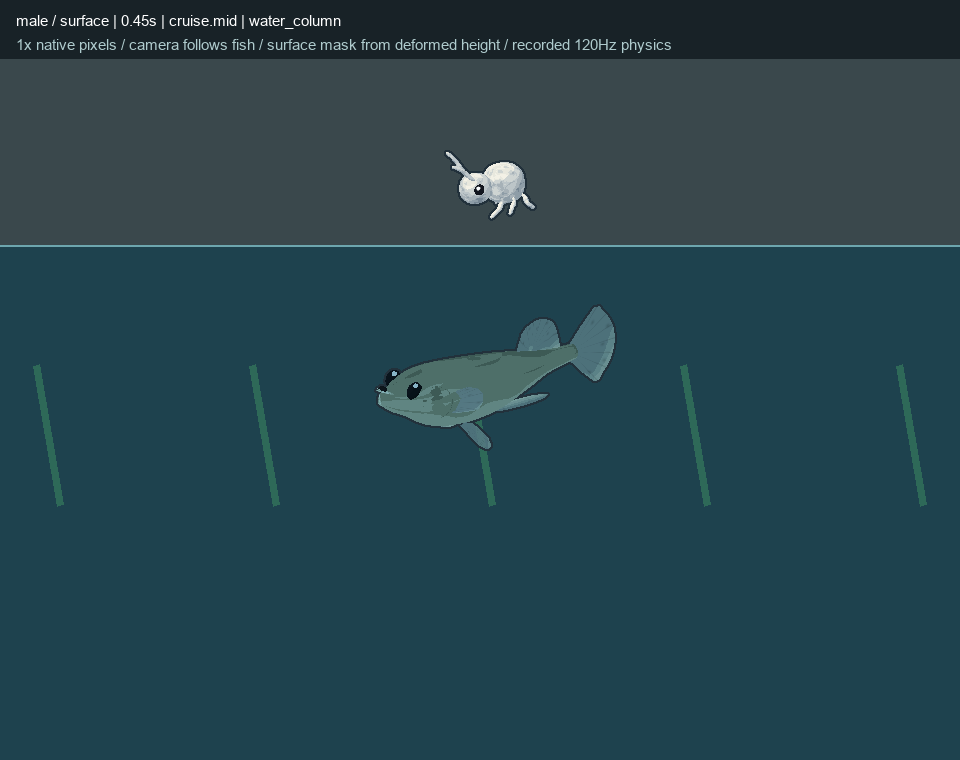 male / surface | 0.45s | cruise.mid | water_column
1x native pixels / camera follows fish / surface mask from deformed height / recorded 120Hz physics